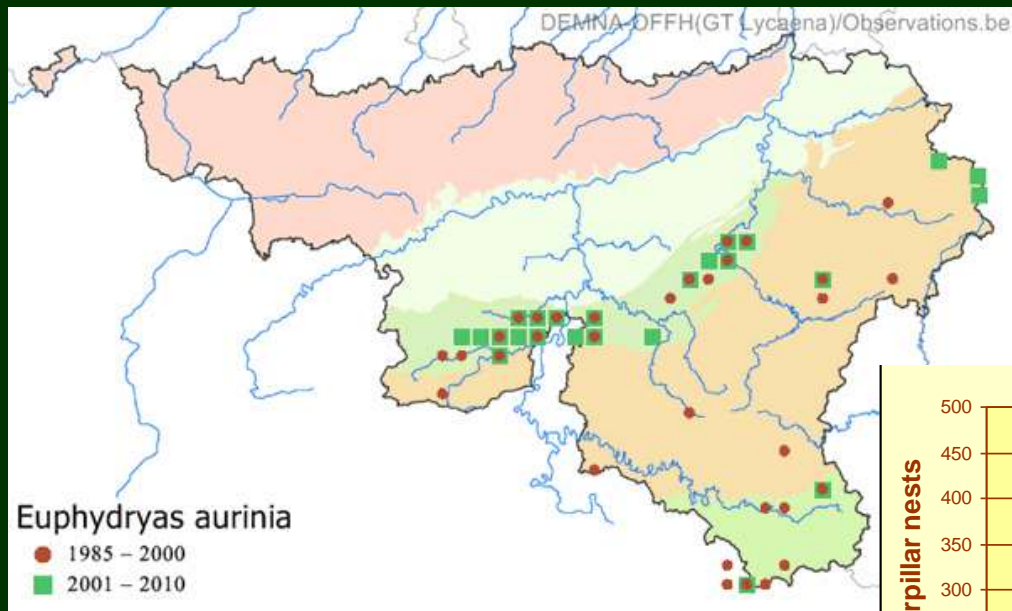 DEMNA-OFFH(GT Lycaena)/Observations.be
Euphydryas aurinia
1985 – 2000
2001 – 2010
500
450
400
350
300
rpillar nests